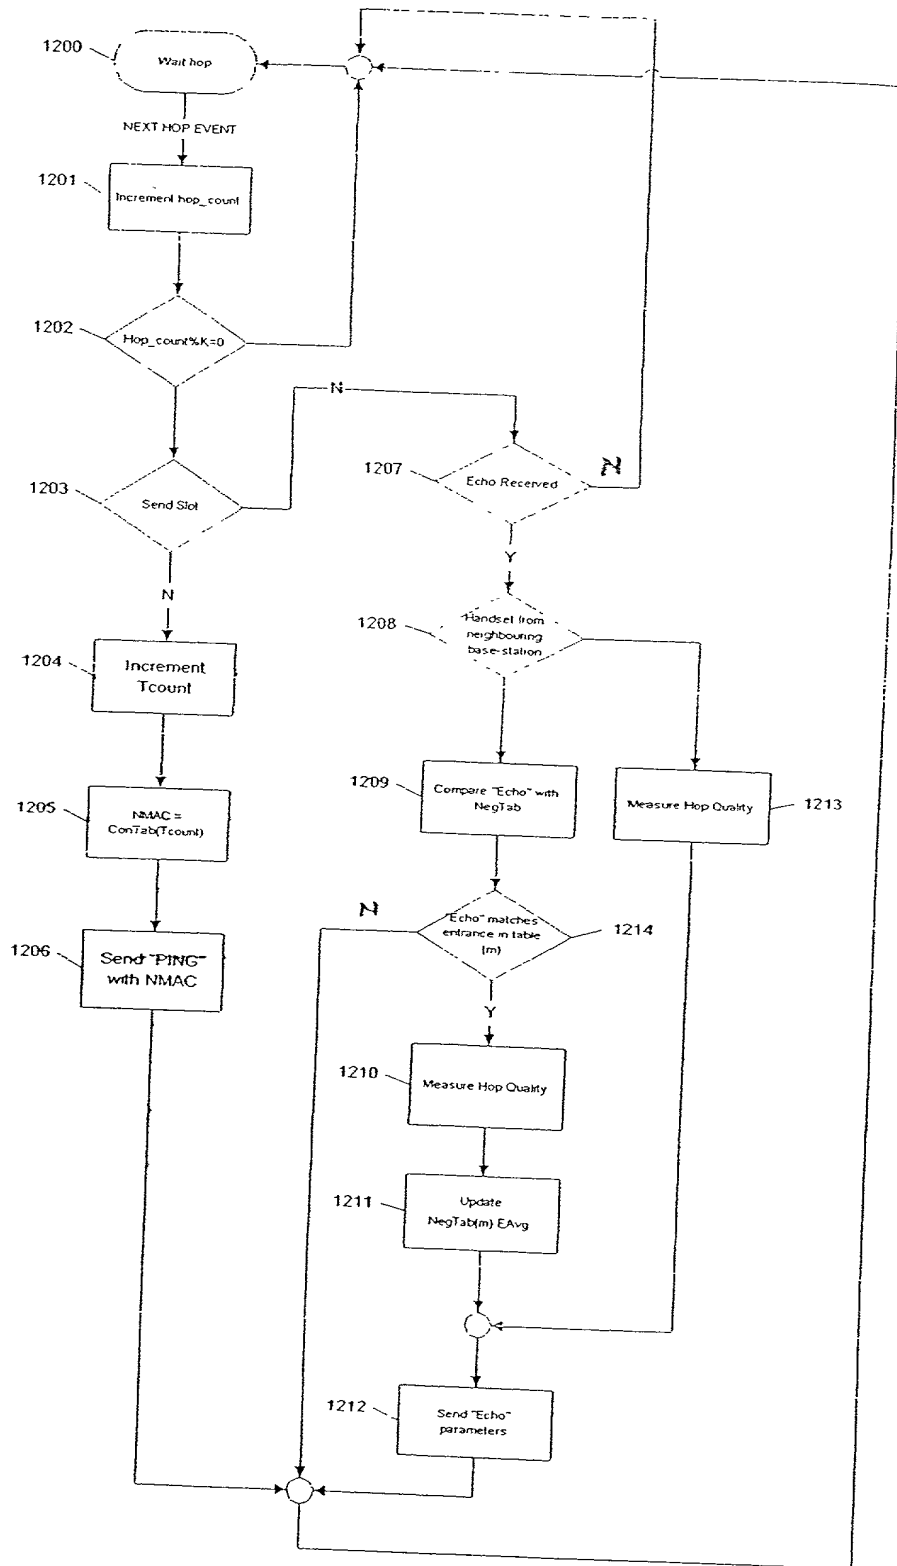 1200
Wait hop
NEXT HOP EVENT
1201
Increment hop_count
1202
Hop_count%K=0
N
1203
Send Slot
1207
Echo Received
N
Y
N
1208
Handset from
neighbouring
base-station
1204
Increment
Tcount
1209
Compare "Echo" with
NegTab
Measure Hop Quality
1213
1205
NMAC =
ConTab(Tcount)
N
"Echo" matches
entrance in table
(m)
1214
1206
Send "PING"
with NMAC
Y
1210
Measure Hop Quality
1211
Update
NegTab(m) EAvg
1212
Send "Echo"
parameters